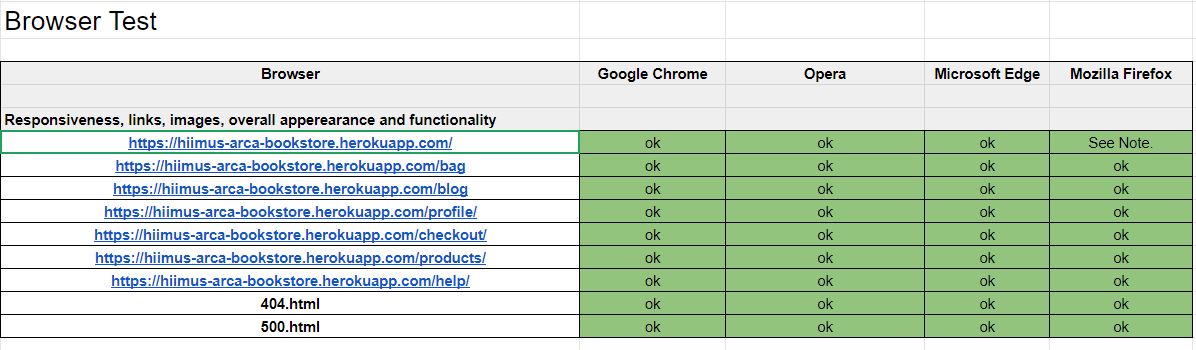 Browser Test
Browser Google Chrome Opera Microsoft Edge Mozilla Firefox
Responsiveness, links, images, overall apperearance and functionality
https://hiimus-arca-bookstore.herokuapp.com/ ok ok ok See Note.
https://hiimus-arca-bookstore.herokuapp.com/bag ok ok ok ok
https://hiimus-arca-bookstore.herokuapp.com/blog ok ok ok ok
https://hiimus-arca-bookstore.herokuapp.com/profile/ ok ok ok ok
https://hiimus-arca-bookstore.herokuapp.com/checkout/ ok ok ok ok
https://hiimus-arca-bookstore.herokuapp.com/products/ ok ok ok ok
https://hiimus-arca-bookstore.herokuapp.com/help/ ok ok ok ok
404.html ok ok ok ok
500.html ok ok ok ok